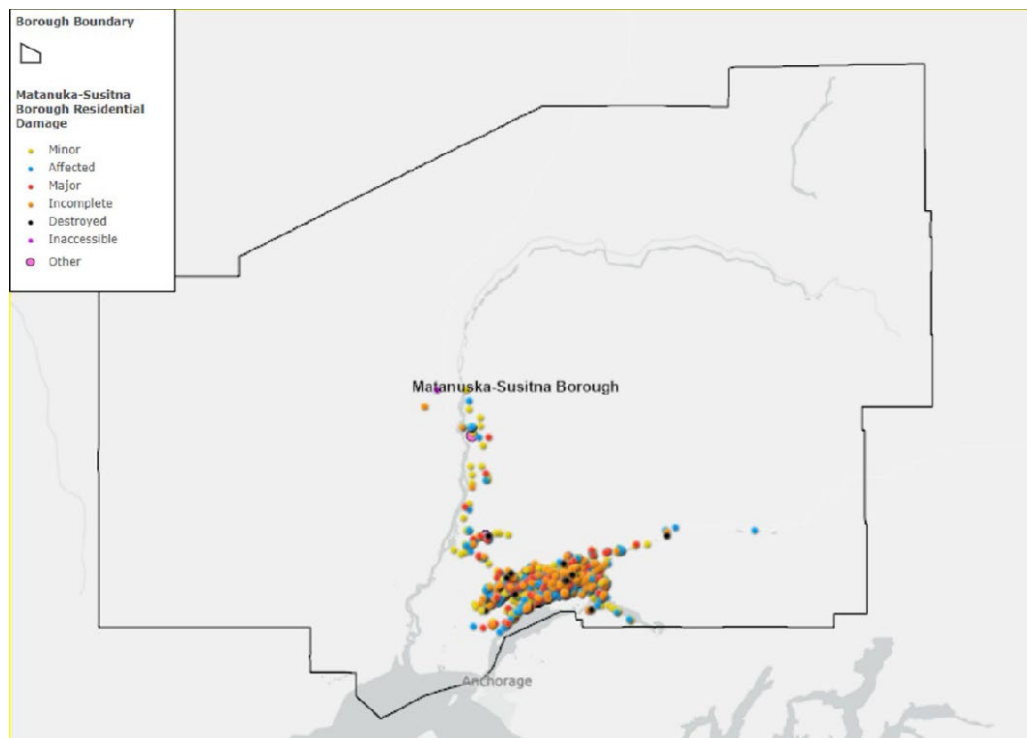 Borough Boundary
Matanuka-Susitna
Borough Residential
Damage
Minor
Affected
Major
Incomplete
Destroyed
Inaccessible
Other
Matanuska-Susitna Borough
Anchorage